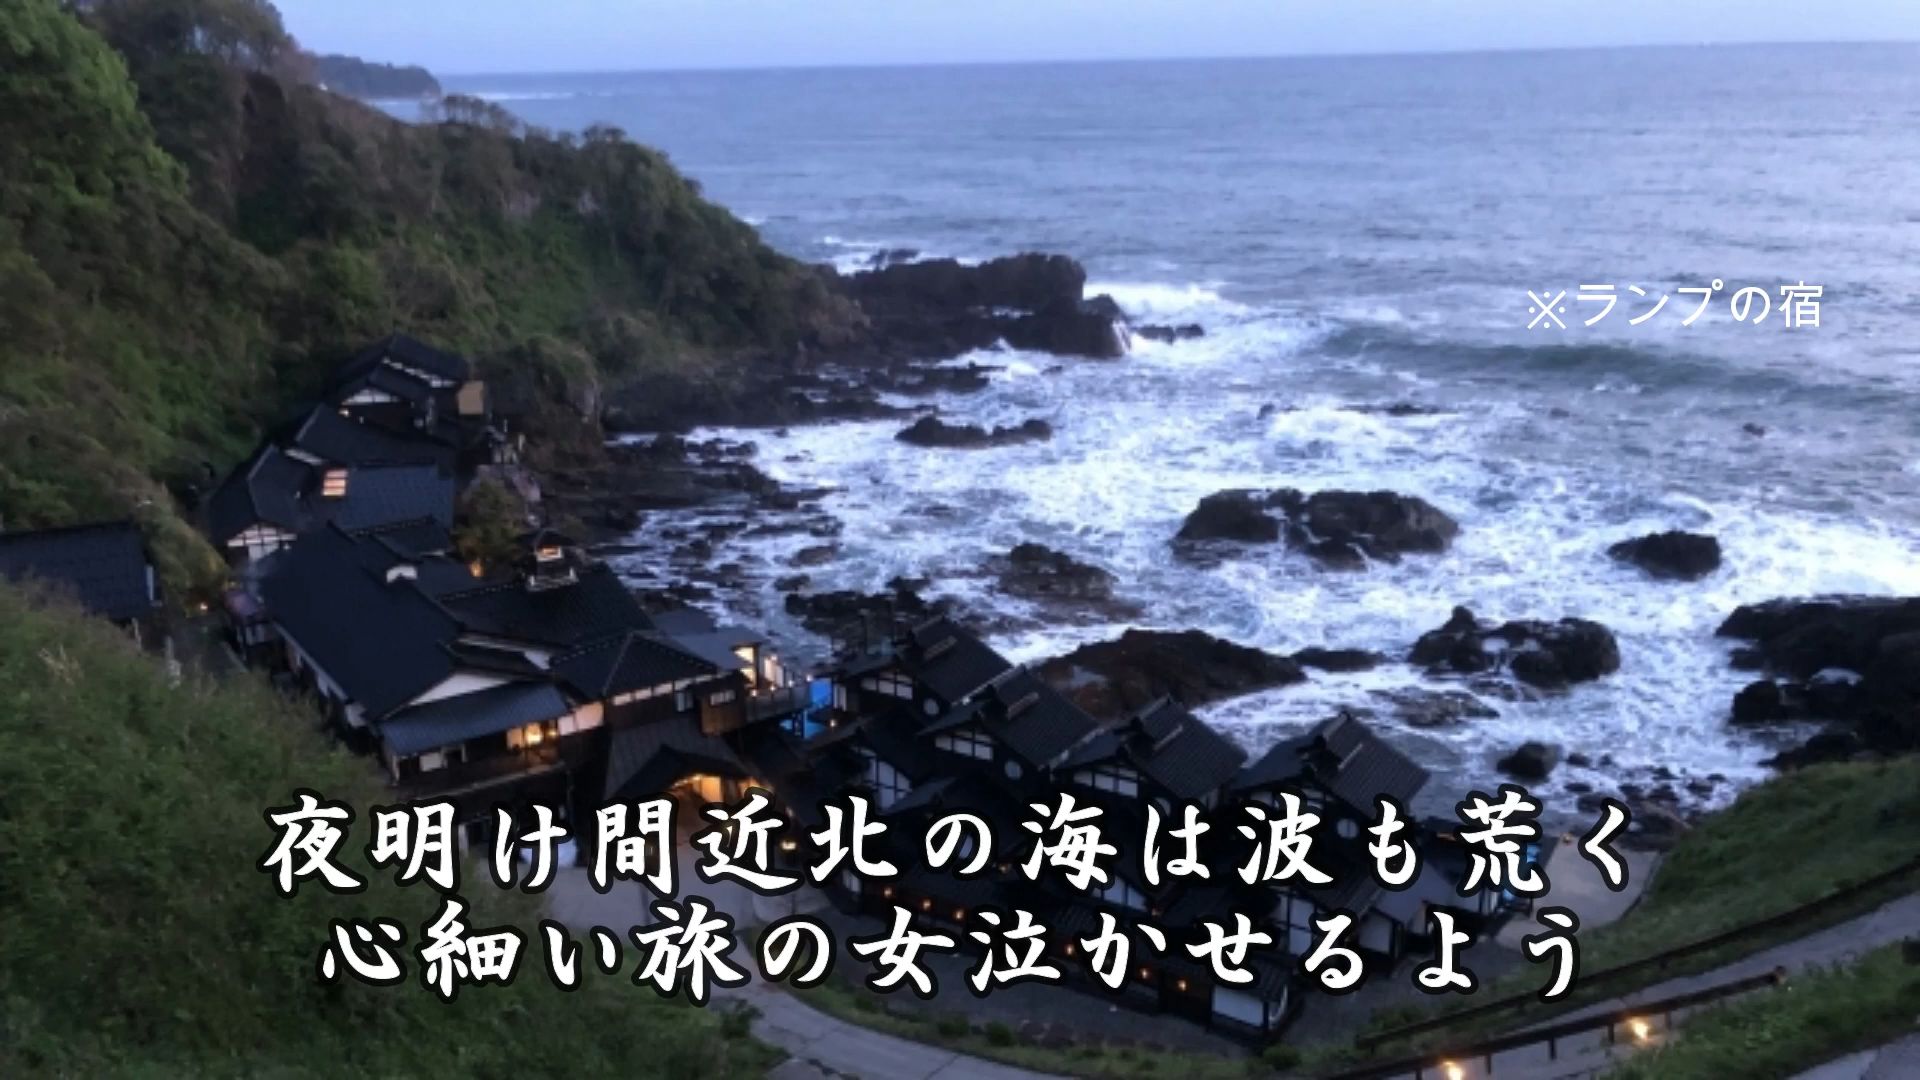 ※ランプの宿
夜明け間近北の海は波も荒く
心細い旅の女泣かせるよう